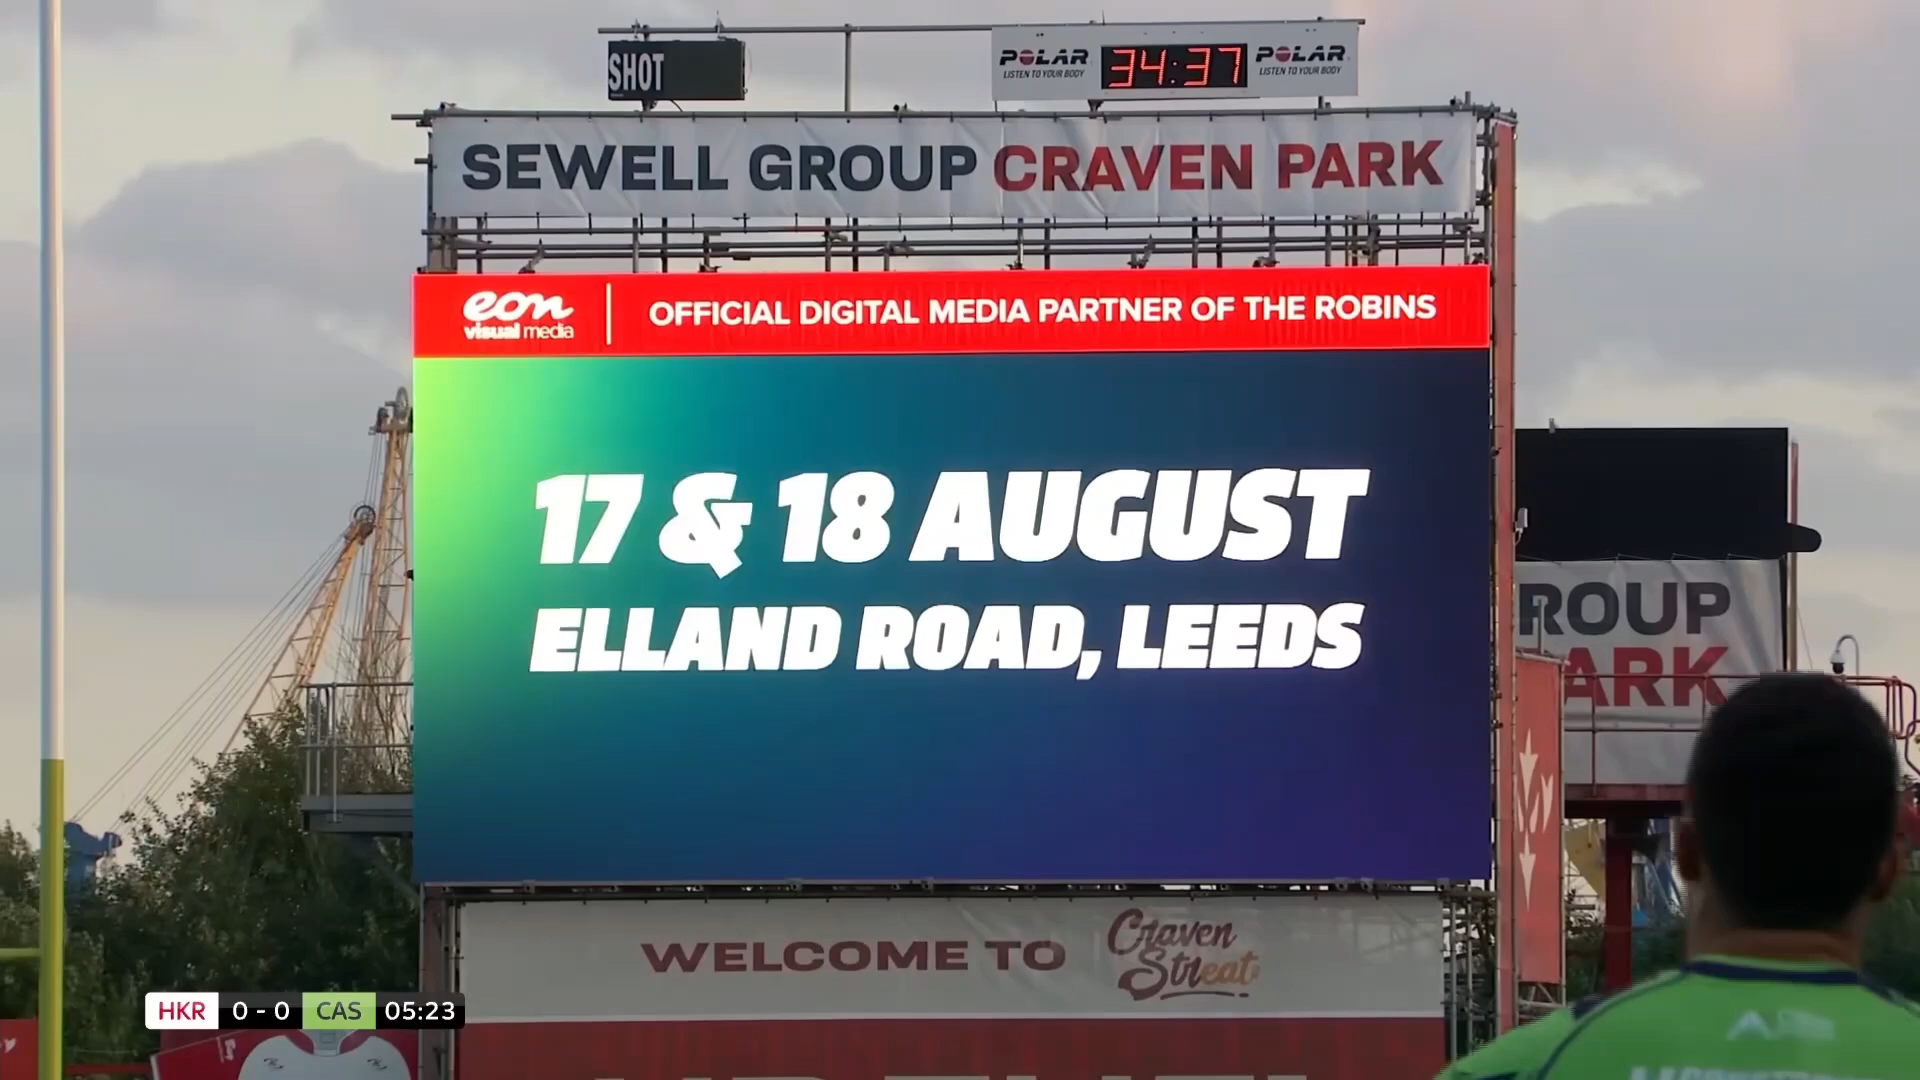 SHOT
POLAR
LISTEN TO YOUR BODY
34:37
POLAR
LISTEN TO YOUR BODY
SEWELL GROUP CRAVEN PARK
eon
visual media
OFFICIAL DIGITAL MEDIA PARTNER OF THE ROBINS
17 & 18 AUGUST
ELLAND ROAD, LEEDS
ROUP
ARK
WELCOME TO
Craven
Streat
HKR 0 - 0 CAS 05:23